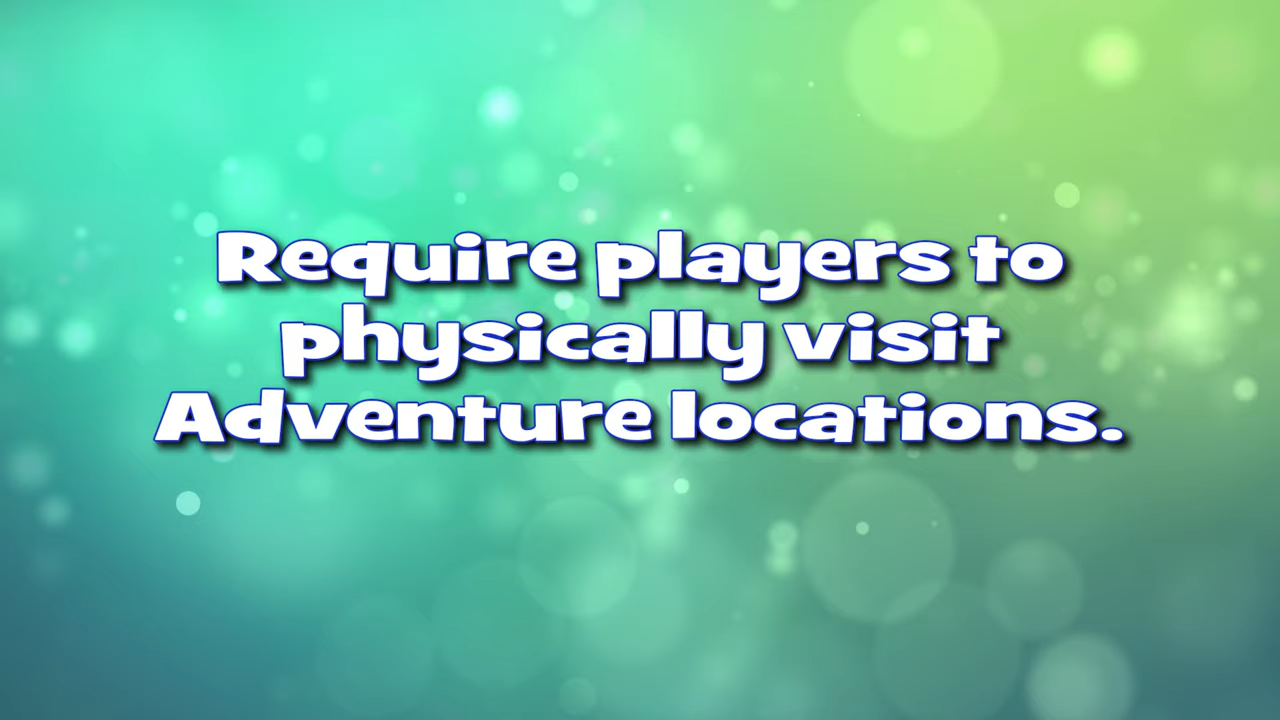 Require players to
physically visit
Adventure locations.